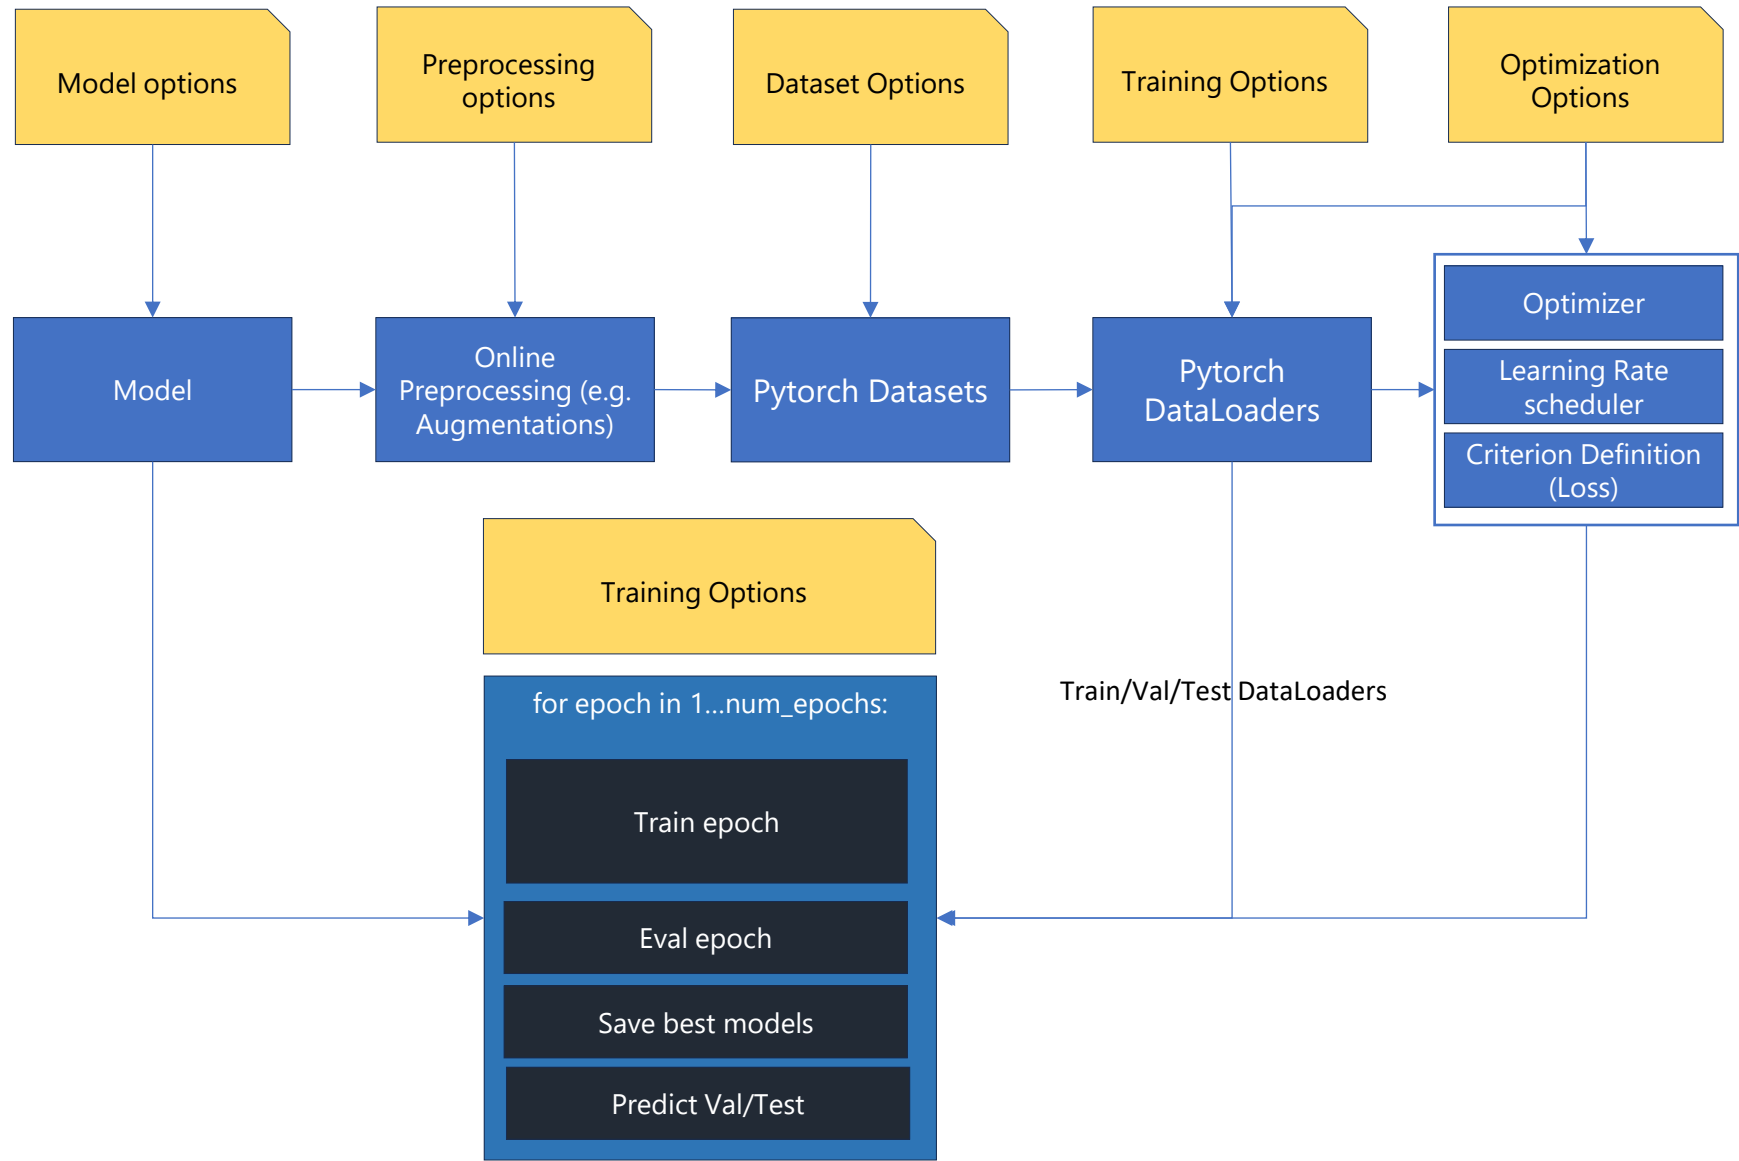 Model options
Preprocessing
options
Dataset Options
Training Options
Optimization
Options
Model
Online
Preprocessing (e.g.
Augmentations)
Pytorch Datasets
Pytorch
DataLoaders
Optimizer
Learning Rate
scheduler
Criterion Definition
(Loss)
Training Options
for epoch in 1...num_epochs:
Train epoch
Eval epoch
Save best models
Predict Val/Test
Train/Val/Test DataLoaders